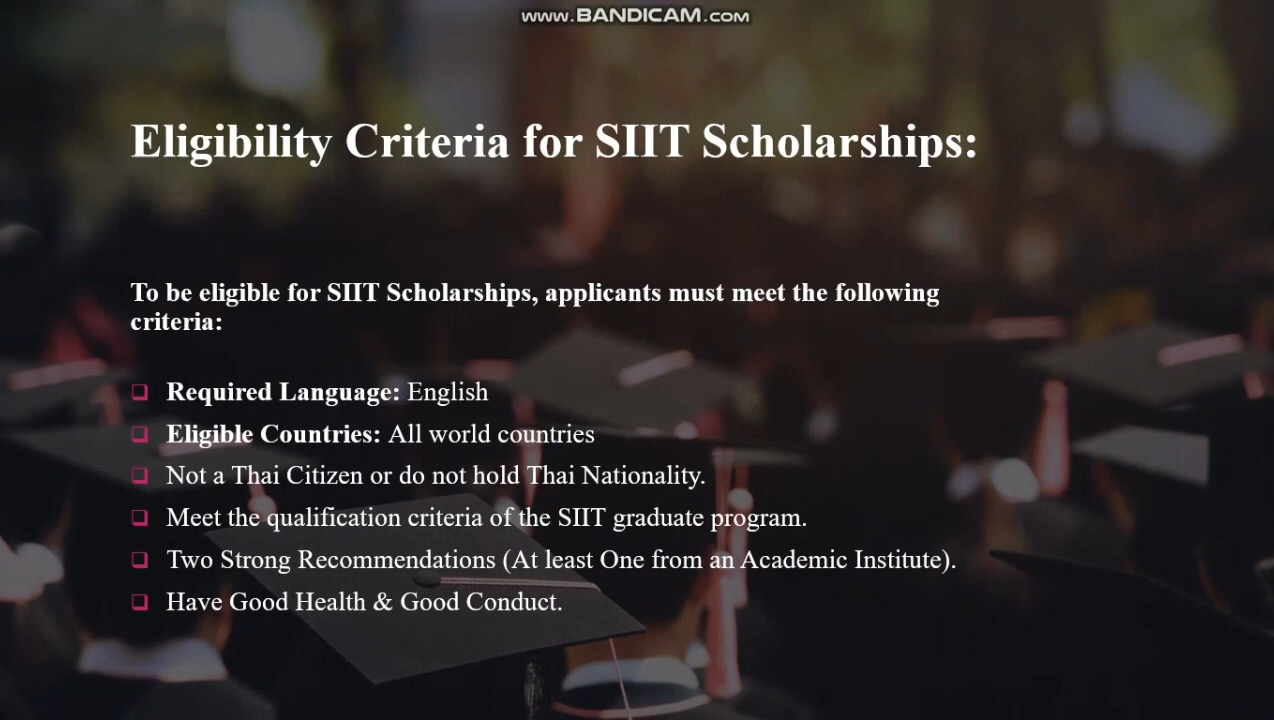 www.BANDICAM.com
Eligibility Criteria for SIIT Scholarships:
To be eligible for SIIT Scholarships, applicants must meet the following
criteria:
Required Language: English
Eligible Countries: All world countries
Not a Thai Citizen or do not hold Thai Nationality.
Meet the qualification criteria of the SIIT graduate program.
Two Strong Recommendations (At least One from an Academic Institute).
Have Good Health & Good Conduct.